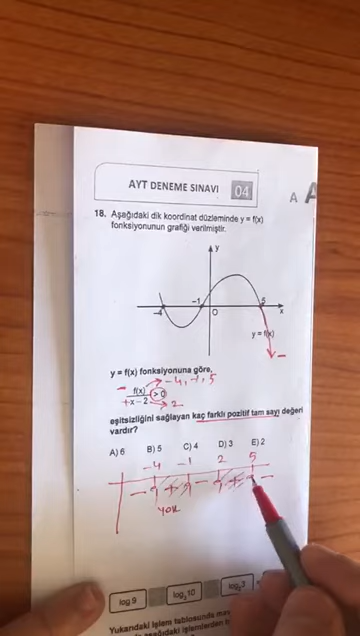 AYT DENEME SINAVI 04
A A
18. Aşağıdaki dik koordinat düzleminde y = f(x)
fonksiyonunun grafiği verilmiştir.
y
-4 -1 O 5 x
y = f(x)
-
y = f(x) fonksiyonuna göre,
- f(x) > 0 -4, -1, 5
+x - 2 2
eşitsizliğini sağlayan kaç farklı pozitif tam sayı değeri
vardır?
A) 6 B) 5 C) 4 D) 3 E) 2
-4 -1 2 5
- + - + -
YOK
log 9 log 10 log 3
Yukarıdaki işlem tablosunda
aşağıdaki işlemlerden